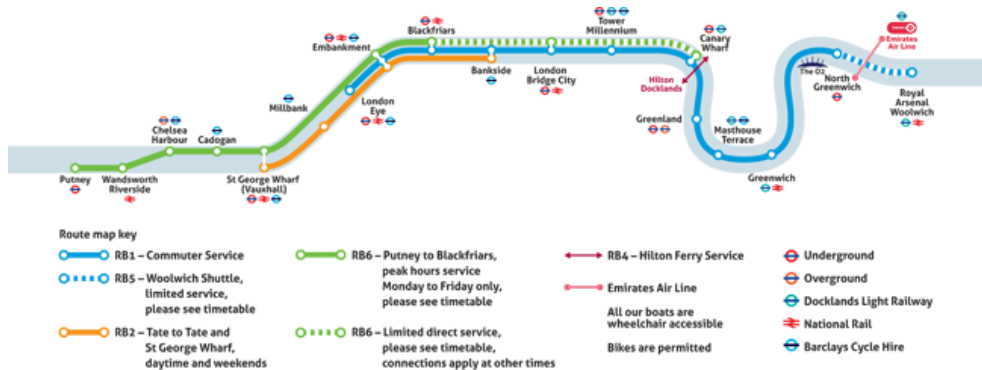 Blackfriars
Tower
Millennium
Embankment
Canary
Wharf
Emirates
Air Line
Bankside
London
Bridge City
Hilton
Docklands
The O2
North
Greenwich
Royal
Arsenal
Woolwich
Millbank
London
Eye
Chelsea
Harbour
Cadogan
Greenland
Masthouse
Terrace
Putney
Wandsworth
Riverside
St George Wharf
(Vauxhall)
Greenwich
Route map key
RB1 – Commuter Service
RB5 – Woolwich Shuttle,
limited service,
please see timetable
RB2 – Tate to Tate and
St George Wharf,
daytime and weekends
RB6 – Putney to Blackfriars,
peak hours service
Monday to Friday only,
please see timetable
RB6 – Limited direct service,
please see timetable,
connections apply at other times
RB4 – Hilton Ferry Service
Emirates Air Line
All our boats are
wheelchair accessible
Bikes are permitted
Underground
Overground
Docklands Light Railway
National Rail
Barclays Cycle Hire